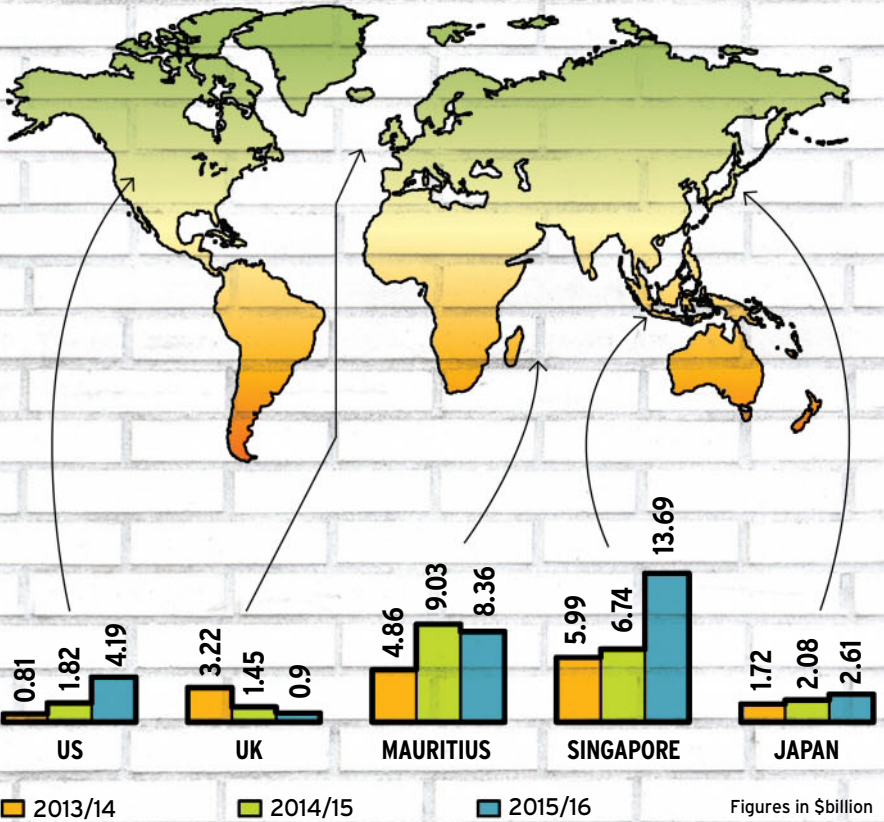 0.81 1.82 4.19
3.22 1.45 0.9
4.86 9.03 8.36
5.99 6.74 13.69
1.72 2.08 2.61
US UK MAURITIUS SINGAPORE JAPAN
2013/14 2014/15 2015/16 Figures in $billion